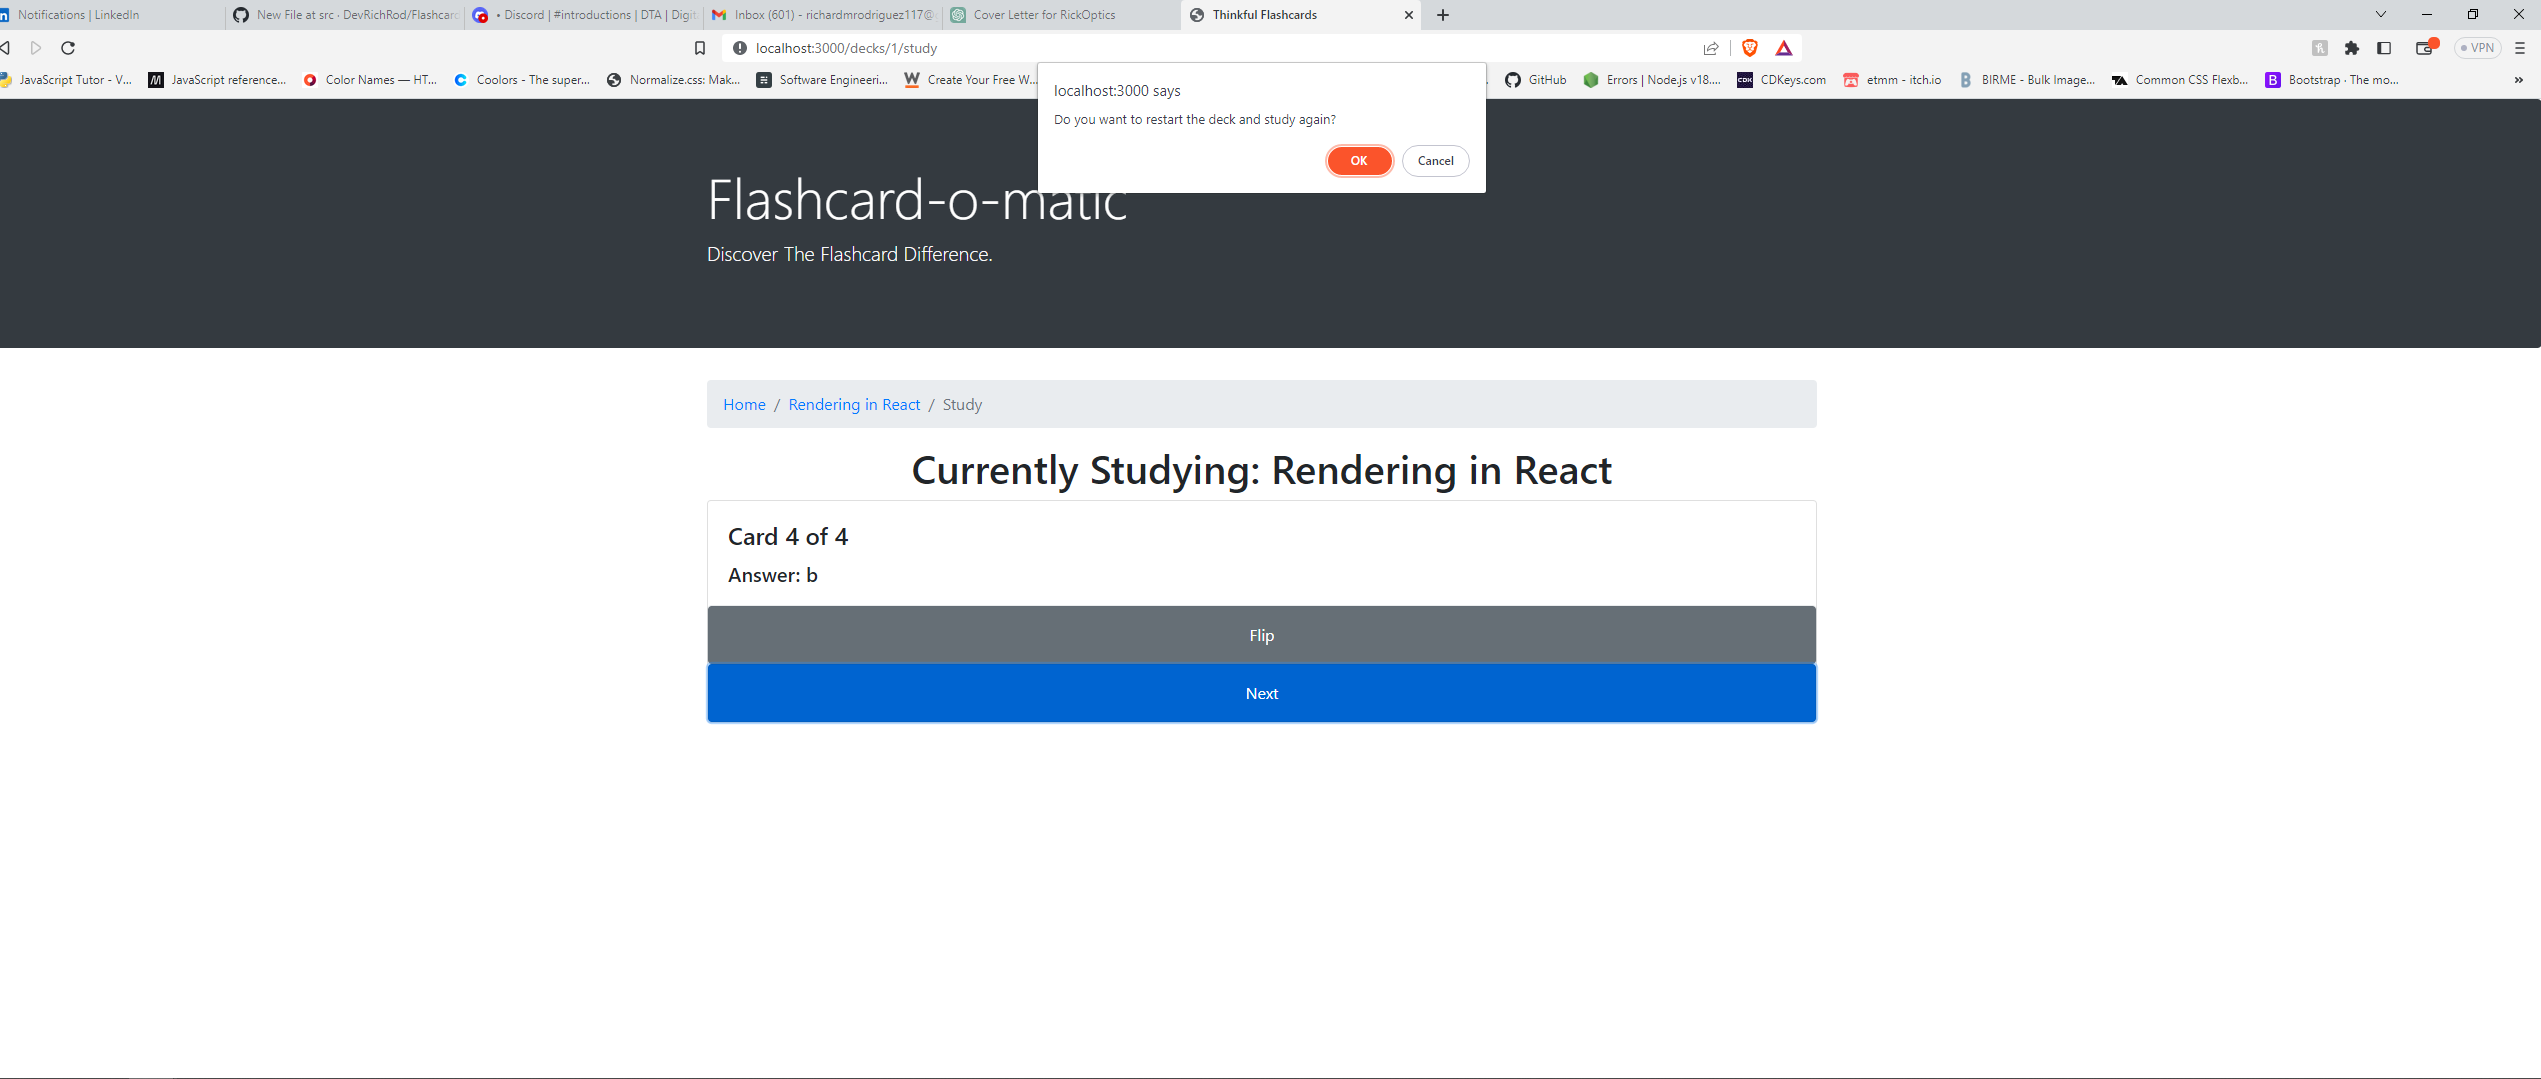 Notifications | LinkedIn
New File at src · DevRichRod/Flashcard
• Discord | #introductions | DTA | Digit
Inbox (601) - richardmrodriguez117@
Cover Letter for RickOptics
Thinkful Flashcards
localhost:3000/decks/1/study
VPN
JavaScript Tutor - V...
JavaScript reference...
Color Names — HT...
Coolors - The super...
Normalize.css: Mak...
Software Engineeri...
Create Your Free W...
GitHub
Errors | Node.js v18....
CDKeys.com
etmm - itch.io
BIRME - Bulk Image...
Common CSS Flexb...
Bootstrap · The mo...
localhost:3000 says
Do you want to restart the deck and study again?
OK
Cancel
Flashcard-o-matic
Discover The Flashcard Difference.
Home / Rendering in React / Study
Currently Studying: Rendering in React
Card 4 of 4
Answer: b
Flip
Next